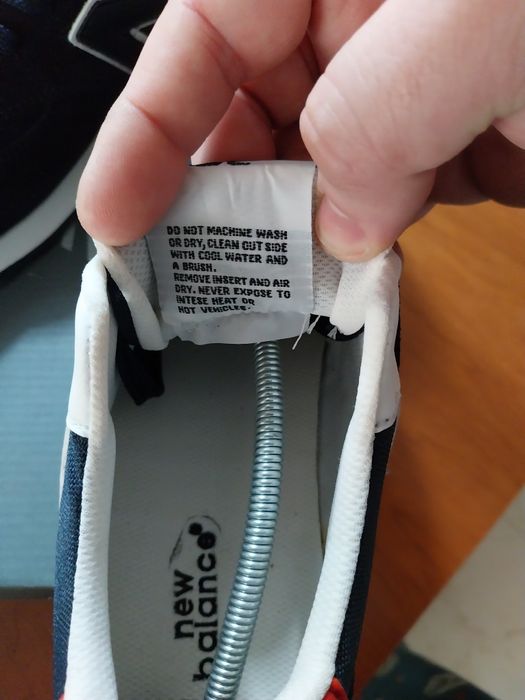 DO NOT MACHINE WASH
OR DRY, CLEAN OUT SIDE
WITH COOL WATER AND
A BRUSH.
REMOVE INSERT AND AIR
DRY. NEVER EXPOSE TO
INTESE HEAT OR
HOT VEHICLES.
new
balance